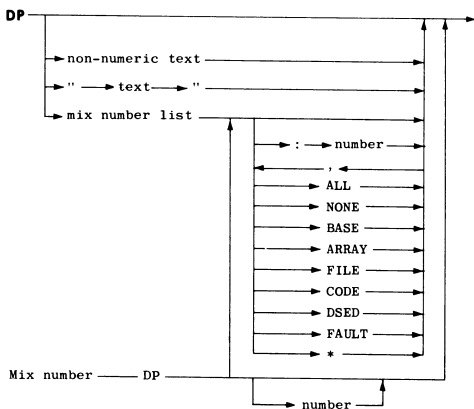 DP
non-numeric text
" text "
mix number list
: number
,
ALL
NONE
BASE
ARRAY
FILE
CODE
DSED
FAULT
*
Mix number DP
number